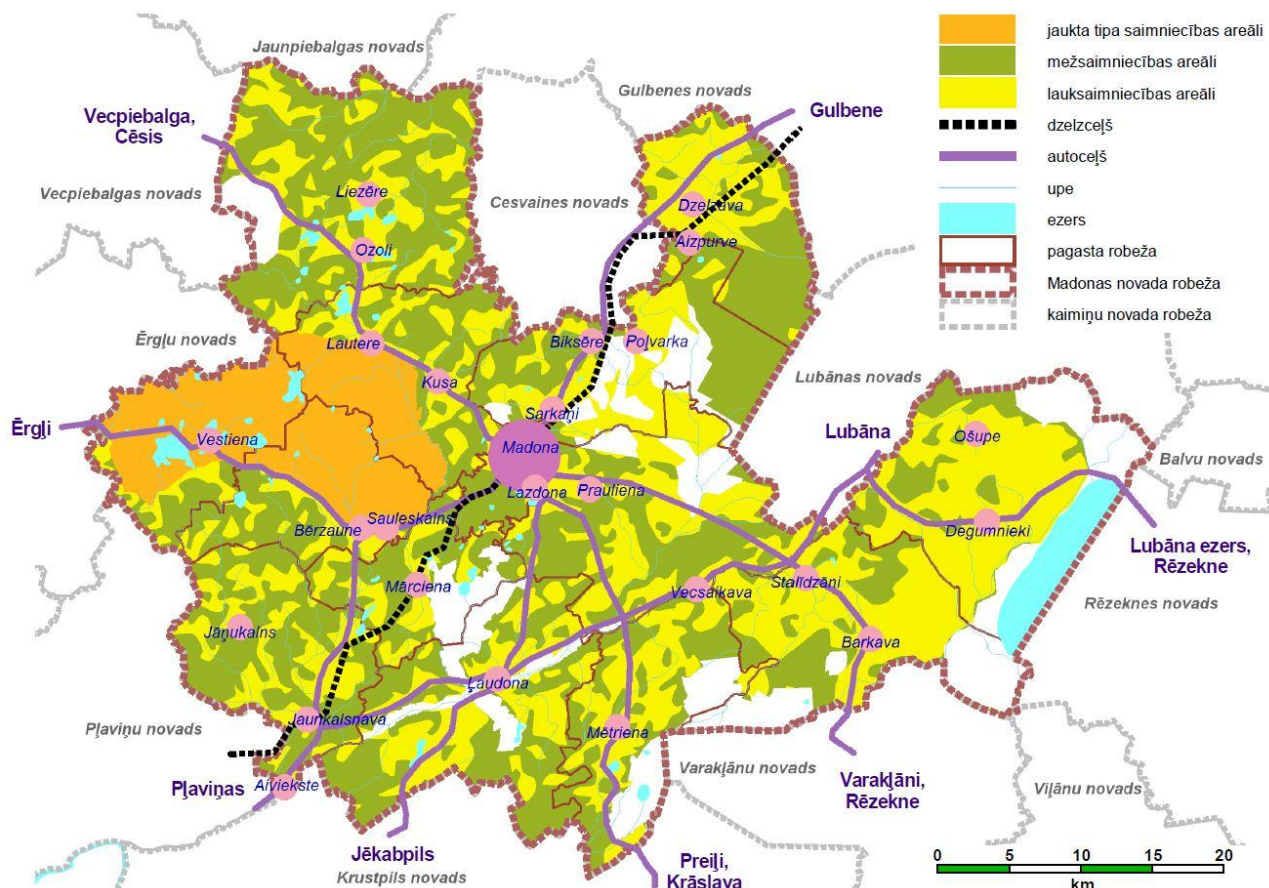 jaukta tipa saimniecības areāli
mežsaimniecības areāli
lauksaimniecības areāli
dzelzceļš
autoceļš
upe
ezers
pagasta robeža
Madonas novada robeža
kaimiņu novada robeža
Jaunpiebalgas novads
Gulbenes novads
Vecpiebalga,
Cēsis
Gulbene
Vecpiebalgas novads
Cesvaines novads
Liezēre
Dzelzava
Ozoli
Aizpurve
Ērgļu novads
Lautere
Biksēre
Poļvarka
Kusa
Lubānas novads
Sarkaņi
Ērgļi
Vestiena
Madona
Lubāna
Ošupe
Balvu novads
Lazdona
Prauliena
Bērzaune
Sauleskalns
Degumnieki
Lubāna ezers,
Rēzekne
Mārciena
Vecsaikava
Stalīdzāni
Rēzeknes novads
Jāņukalns
Barkava
Ļaudona
Pļaviņu novads
Jaunkalsnava
Mētriena
Pļaviņas
Aiviekste
Varakļānu novads
Varakļāni,
Rēzekne
Viļānu novads
Jēkabpils
Krustpils novads
Preiļi,
Krāslava
0 5 10 15 20
km